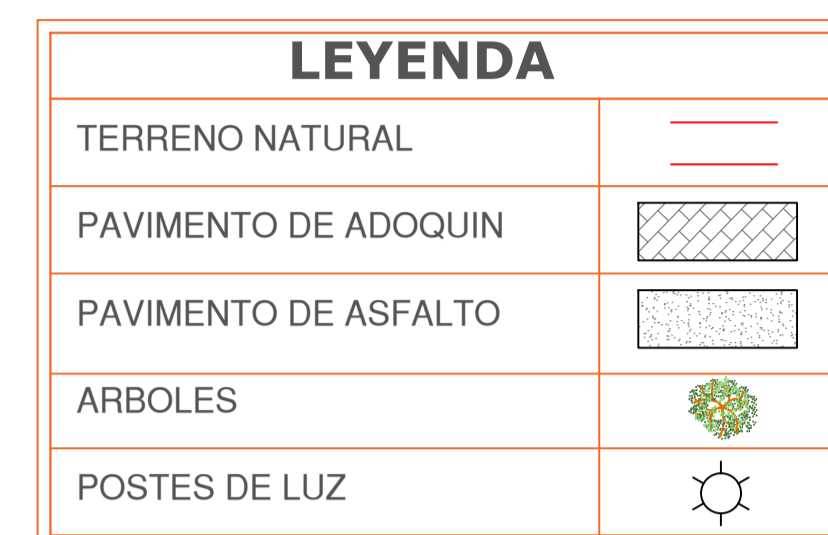 LEYENDA
TERRENO NATURAL
PAVIMENTO DE ADOQUIN
PAVIMENTO DE ASFALTO
ARBOLES
POSTES DE LUZ